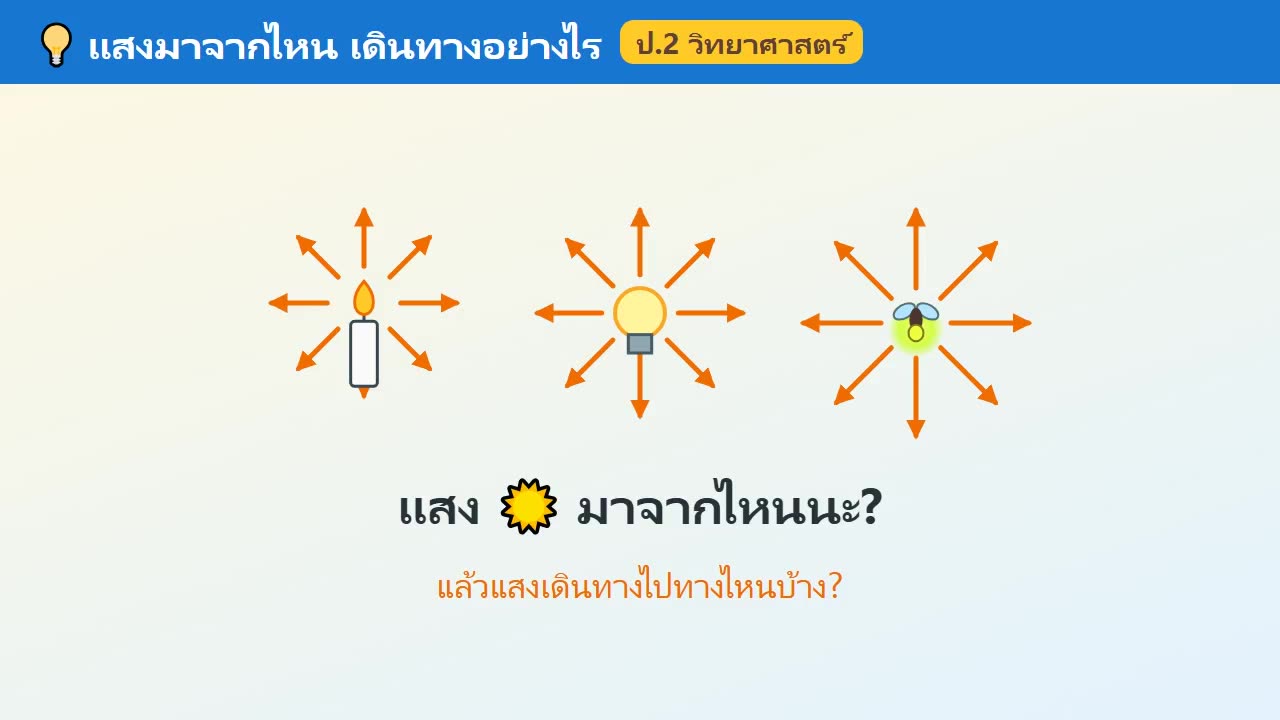 แสงมาจากไหน เดินทางอย่างไร ป.2 วิทยาศาสตร์
แสง มาจากไหนนะ?
แล้วแสงเดินทางไปทางไหนบ้าง?